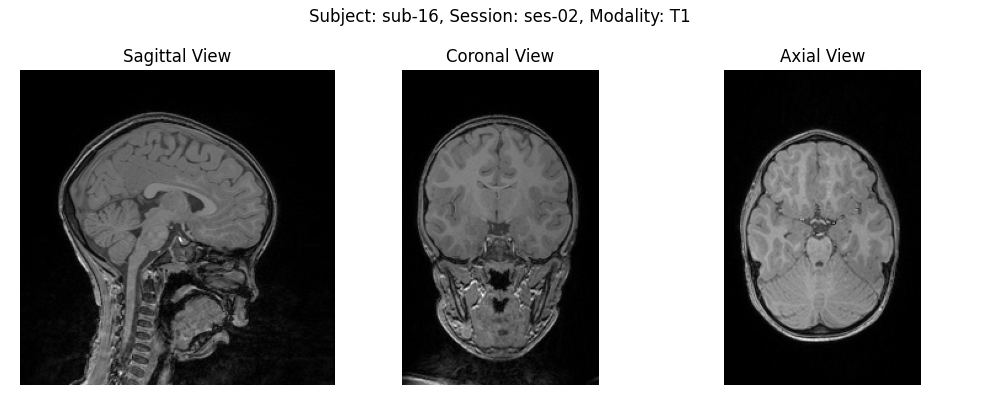 Subject: sub-16, Session: ses-02, Modality: T1
Sagittal View
Coronal View
Axial View